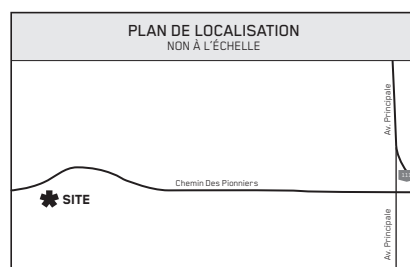 PLAN DE LOCALISATION
NON À L'ÉCHELLE
Av. Principale
Chemin Des Pionniers
SITE
Av. Principale